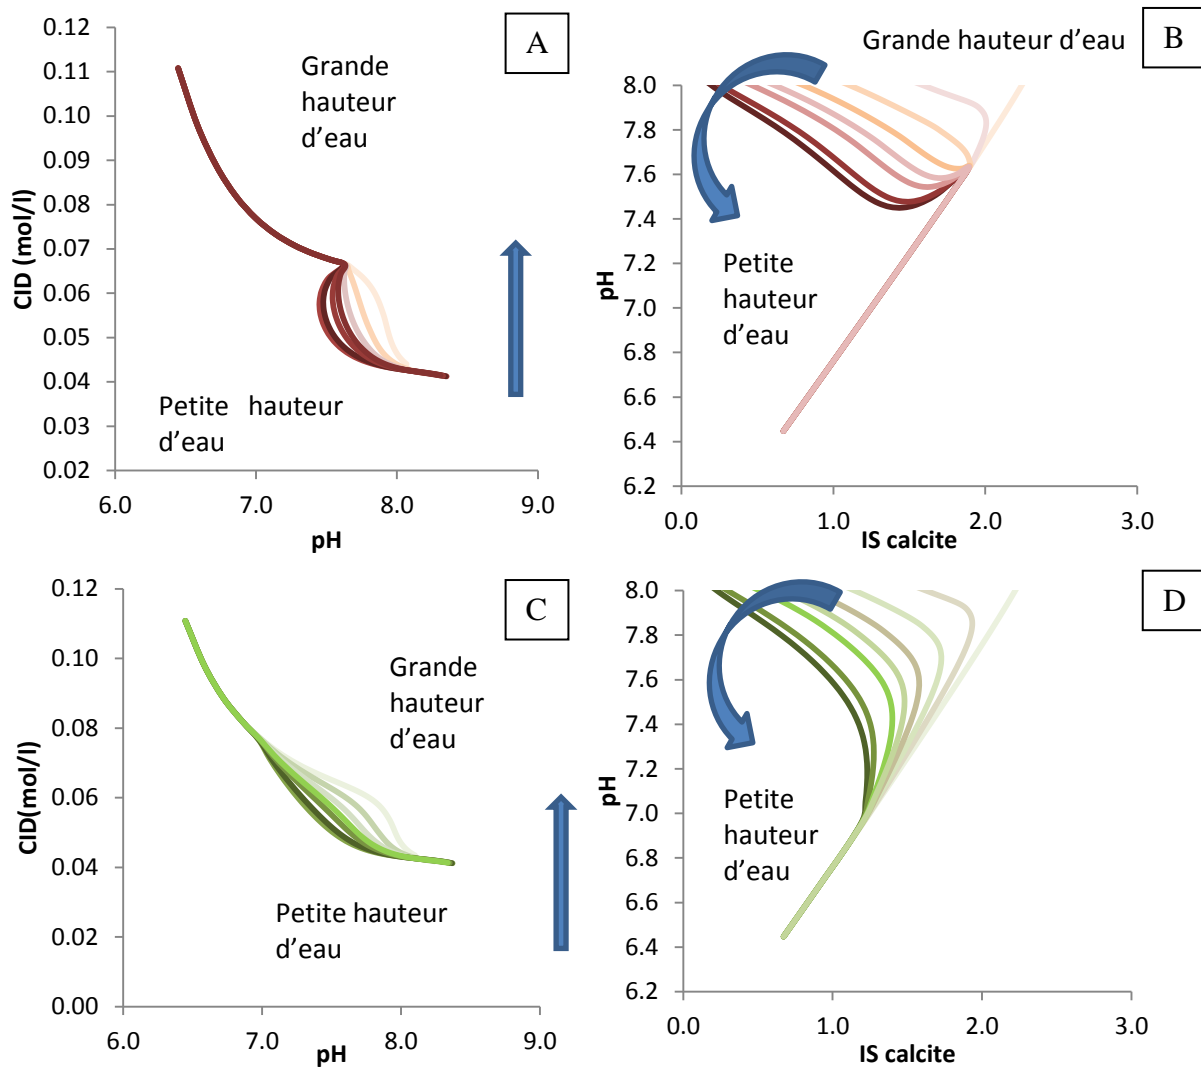 A
CID (mol/l)
0.12
0.11
0.10
0.09
0.08
0.07
0.06
0.05
0.04
0.03
0.02
Grande
hauteur
d’eau
Petite hauteur
d’eau
6.0 7.0 8.0 9.0
pH
B
Grande hauteur d’eau
pH
8.0
7.8
7.6
7.4
7.2
7.0
6.8
6.6
6.4
6.2
Petite
hauteur
d’eau
0.0 1.0 2.0 3.0
IS calcite
C
CID(mol/l)
0.12
0.10
0.08
0.06
0.04
0.02
0.00
Grande
hauteur
d’eau
Petite hauteur
d’eau
6.0 7.0 8.0 9.0
pH
D
pH
8.0
7.8
7.6
7.4
7.2
7.0
6.8
6.6
6.4
6.2
Petite
hauteur
d’eau
0.0 1.0 2.0 3.0
IS calcite